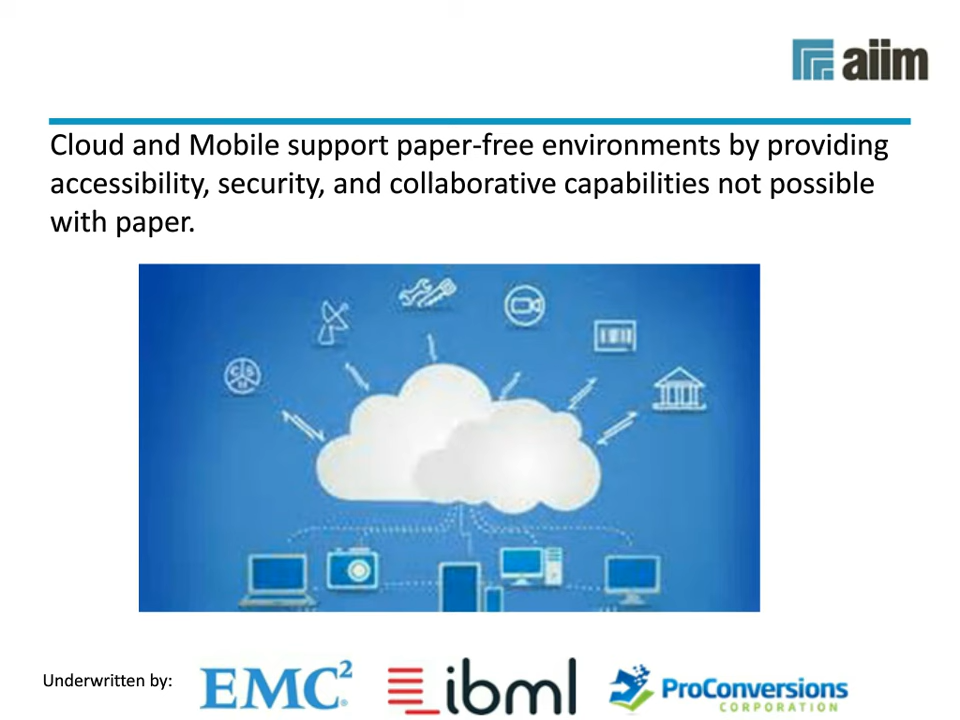 aiim
Cloud and Mobile support paper-free environments by providing
accessibility, security, and collaborative capabilities not possible
with paper.
Underwritten by:
EMC²®
ibml
ProConversions
CORPORATION